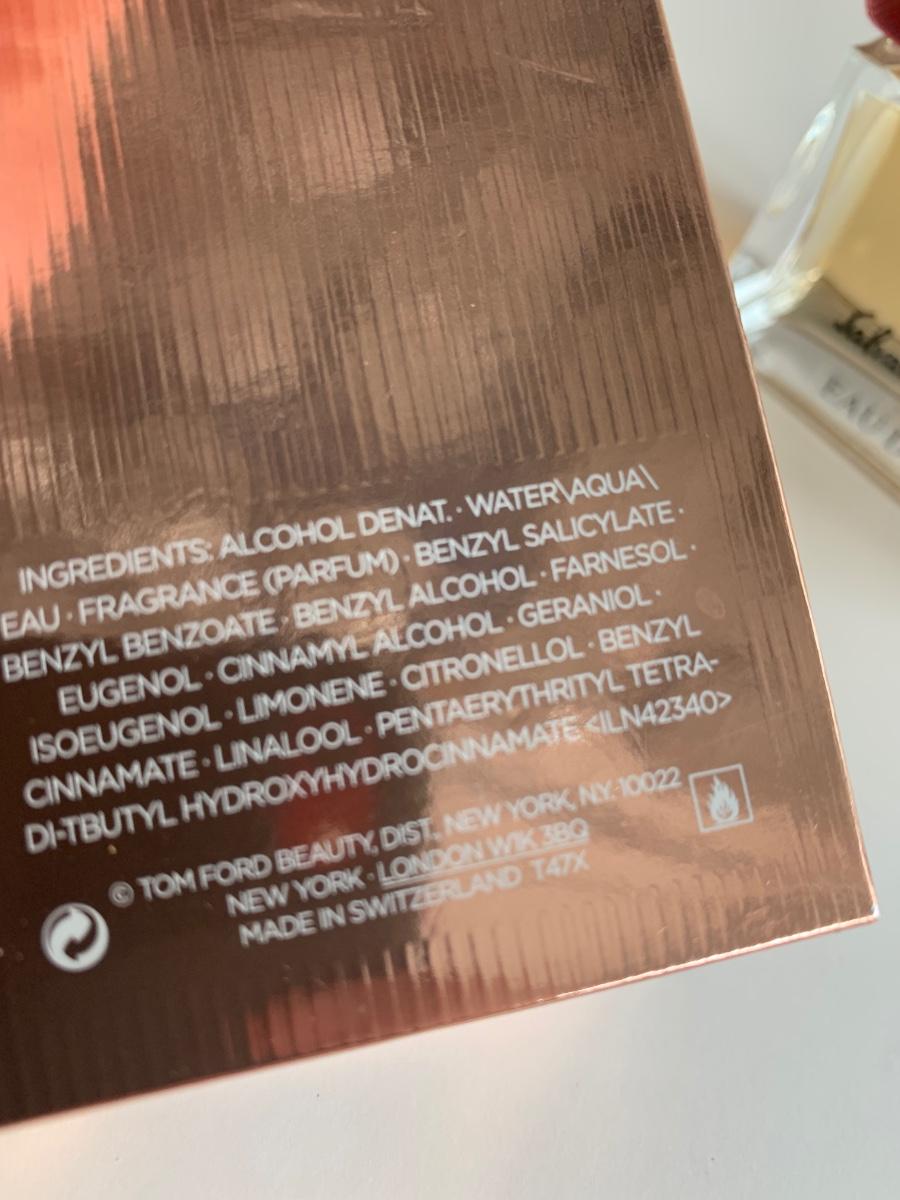 INGREDIENTS: ALCOHOL DENAT. · WATER\AQUA\
EAU · FRAGRANCE (PARFUM) · BENZYL SALICYLATE ·
BENZYL BENZOATE · BENZYL ALCOHOL · FARNESOL ·
EUGENOL · CINNAMYL ALCOHOL · GERANIOL ·
ISOEUGENOL · LIMONENE · CITRONELLOL · BENZYL
CINNAMATE · LINALOOL · PENTAERYTHRITYL TETRA-
DI-TBUTYL HYDROXYHYDROCINNAMATE <ILN42340>
© TOM FORD BEAUTY, DIST., NEW YORK, N.Y. 10022
NEW YORK · LONDON W1K 3BQ
MADE IN SWITZERLAND T47X
EAU